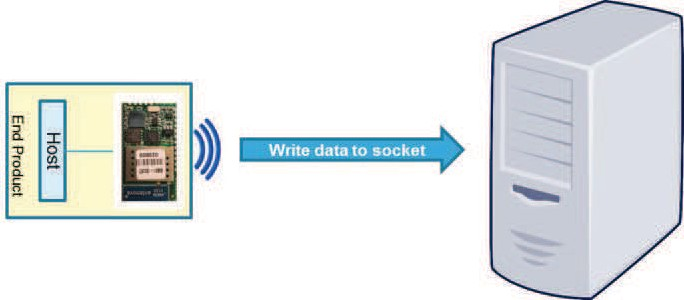 End Product
Host
Write data to socket